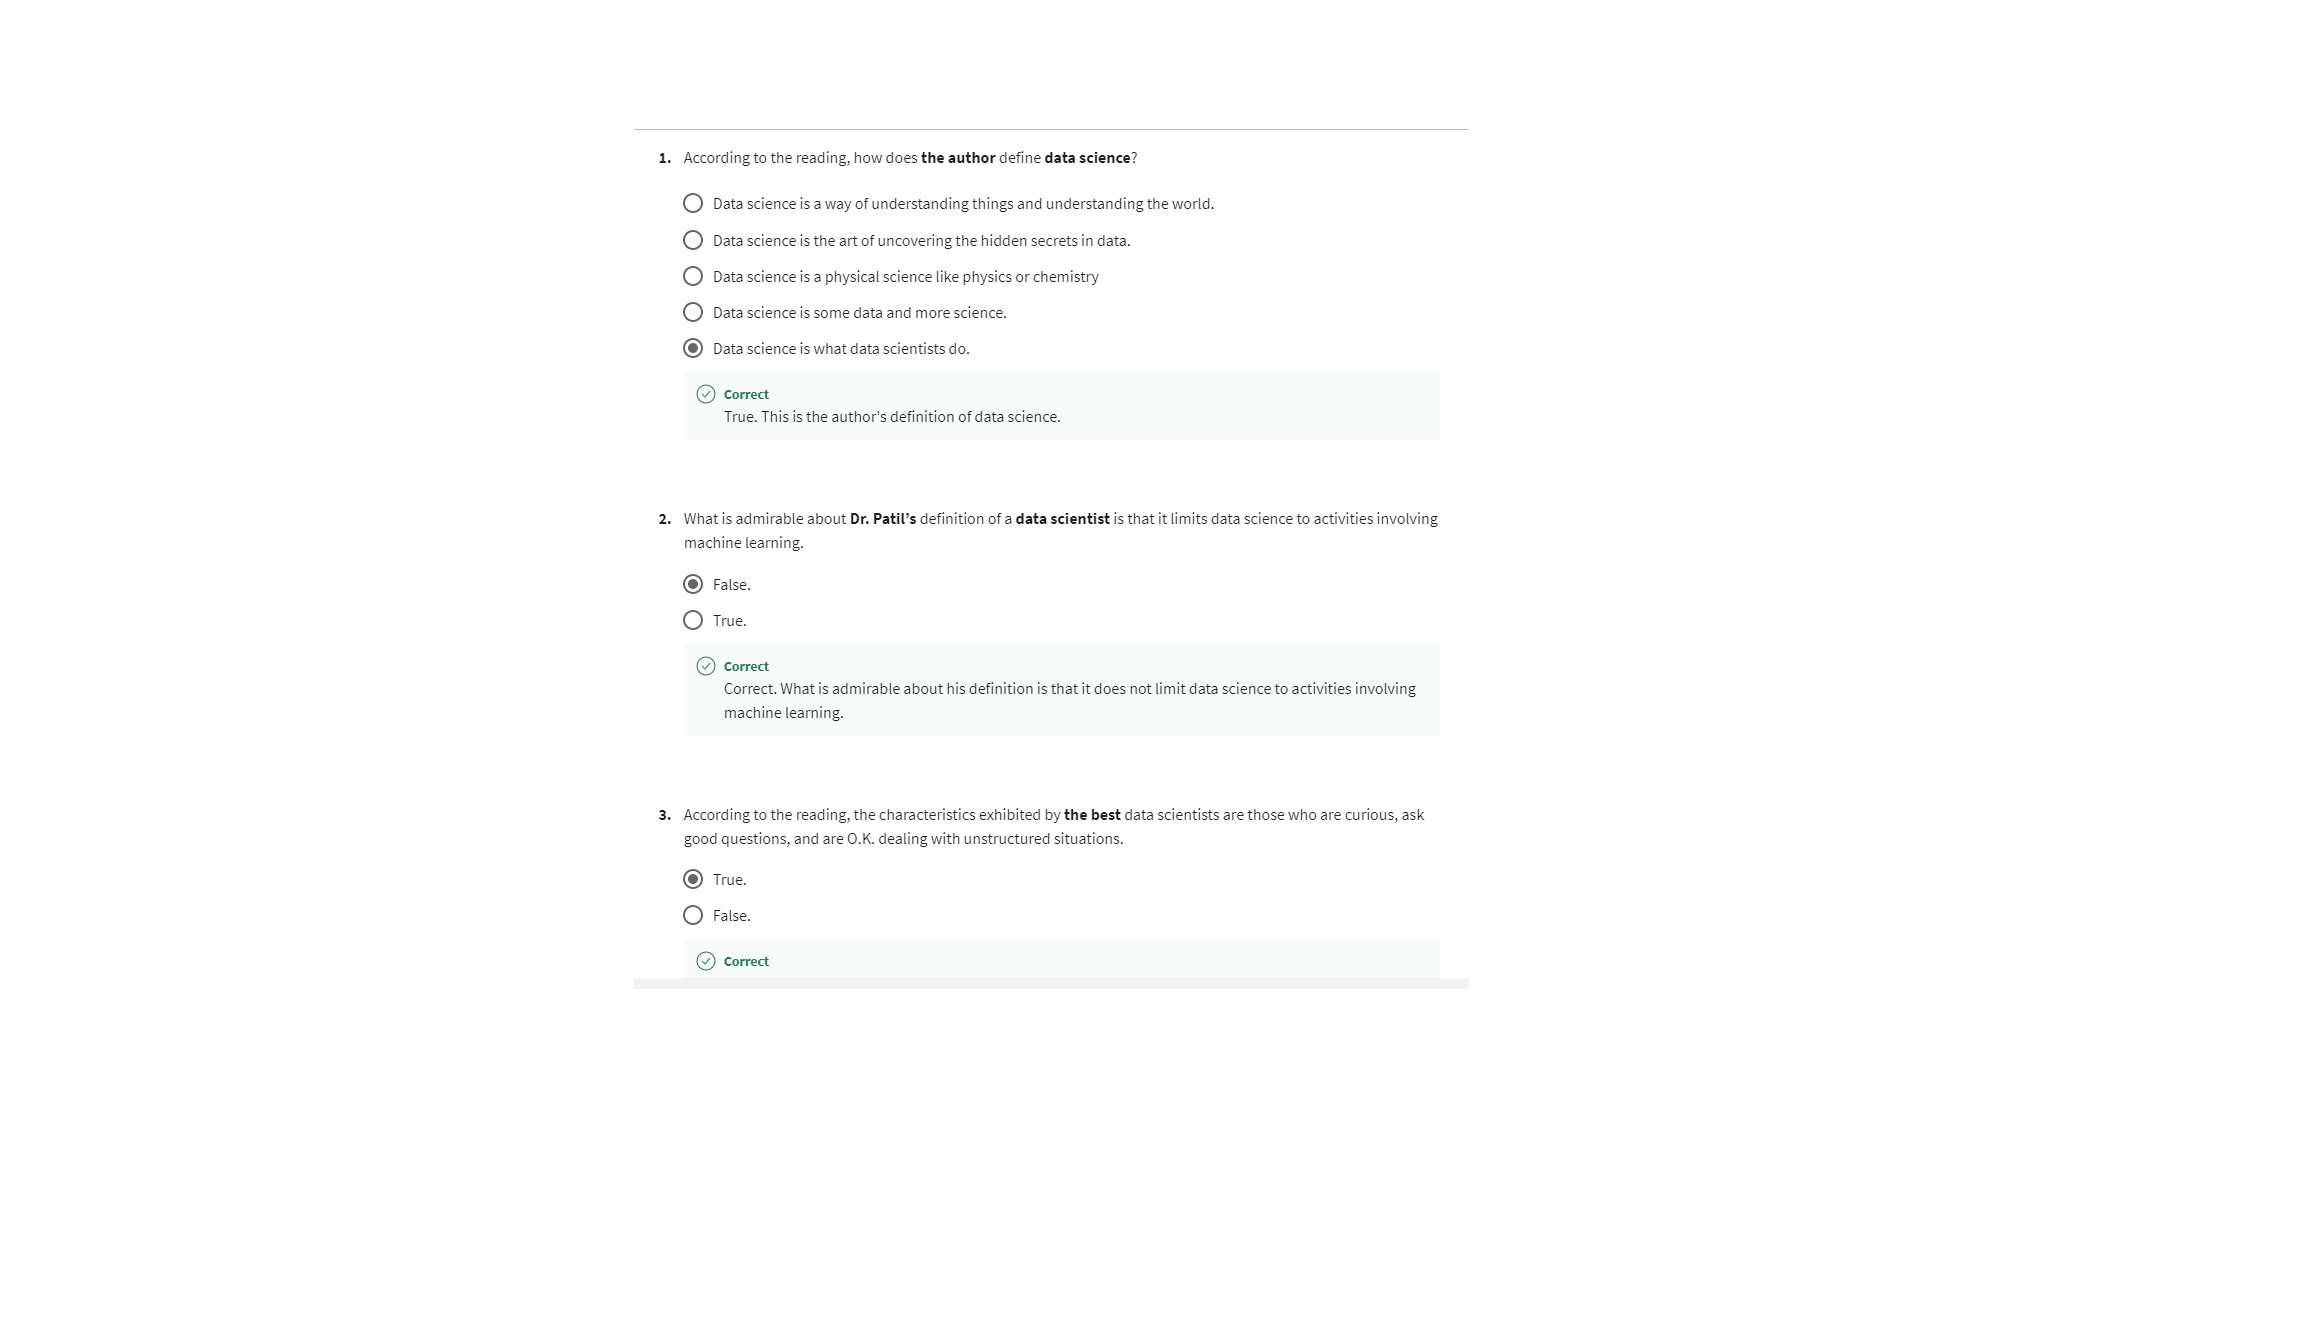 1. According to the reading, how does the author define data science?
Data science is a way of understanding things and understanding the world.
Data science is the art of uncovering the hidden secrets in data.
Data science is a physical science like physics or chemistry
Data science is some data and more science.
Data science is what data scientists do.
Correct
True. This is the author's definition of data science.
2. What is admirable about Dr. Patil’s definition of a data scientist is that it limits data science to activities involving
machine learning.
False.
True.
Correct
Correct. What is admirable about his definition is that it does not limit data science to activities involving
machine learning.
3. According to the reading, the characteristics exhibited by the best data scientists are those who are curious, ask
good questions, and are O.K. dealing with unstructured situations.
True.
False.
Correct